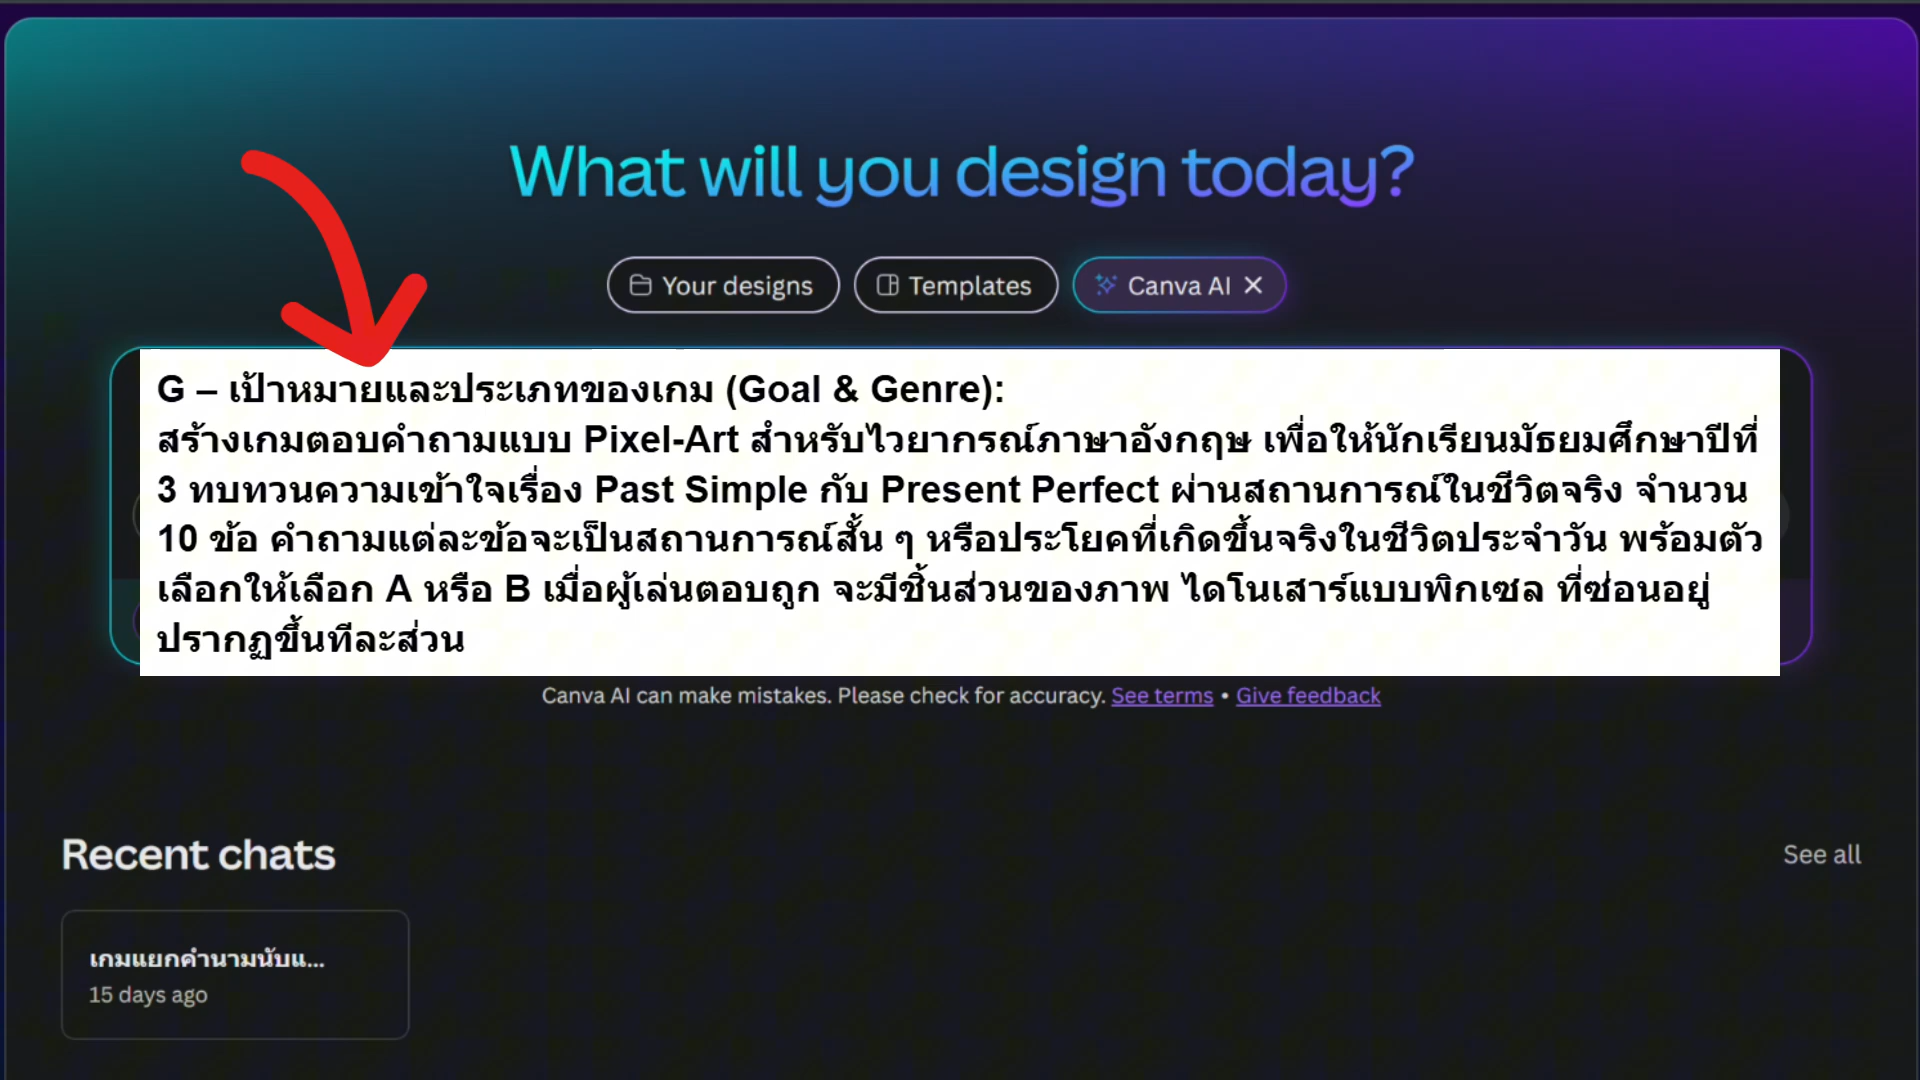 What will you design today?
Your designs
Templates
Canva AI
G – เป้าหมายและประเภทของเกม (Goal & Genre):
สร้างเกมตอบคำถามแบบ Pixel-Art สำหรับไวยากรณ์ภาษาอังกฤษ เพื่อให้นักเรียนมัธยมศึกษาปีที่
3 ทบทวนความเข้าใจเรื่อง Past Simple กับ Present Perfect ผ่านสถานการณ์ในชีวิตจริง จำนวน
10 ข้อ คำถามแต่ละข้อจะเป็นสถานการณ์สั้น ๆ หรือประโยคที่เกิดขึ้นจริงในชีวิตประจำวัน พร้อมตัว
เลือกให้เลือก A หรือ B เมื่อผู้เล่นตอบถูก จะมีชิ้นส่วนของภาพ ไดโนเสาร์แบบพิกเซล ที่ซ่อนอยู่
ปรากฏขึ้นทีละส่วน
Canva AI can make mistakes. Please check for accuracy. See terms • Give feedback
Recent chats
See all
เกมแยกคำนามนับแ...
15 days ago